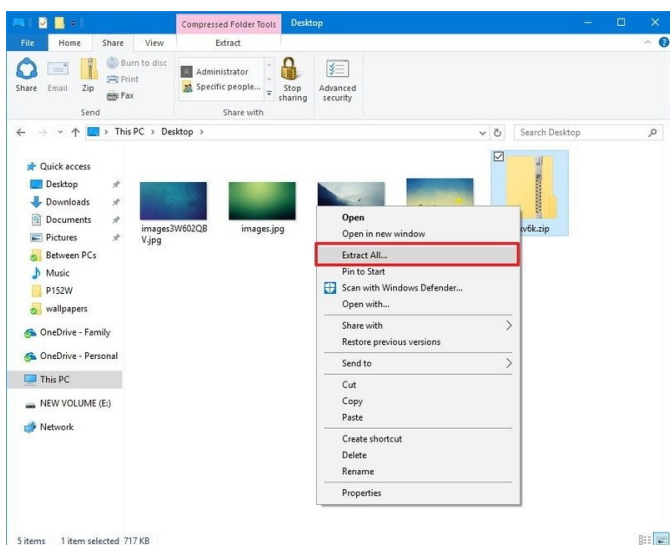 Compressed Folder Tools
Desktop
File
Home
Share
View
Extract
Share
Email
Zip
Burn to disc
Print
Fax
Send
Administrator
Specific people...
Share with
Stop
sharing
Advanced
security
This PC > Desktop >
Search Desktop
Quick access
Desktop
Downloads
Documents
Pictures
Between PCs
Music
P152W
wallpapers
OneDrive - Family
OneDrive - Personal
This PC
NEW VOLUME (E:)
Network
images3W602QB
V.jpg
images.jpg
Open
Open in new window
Extract All...
Pin to Start
Scan with Windows Defender...
Open with...
Share with
Restore previous versions
Send to
Cut
Copy
Paste
Create shortcut
Delete
Rename
Properties
5 items
1 item selected 717 KB